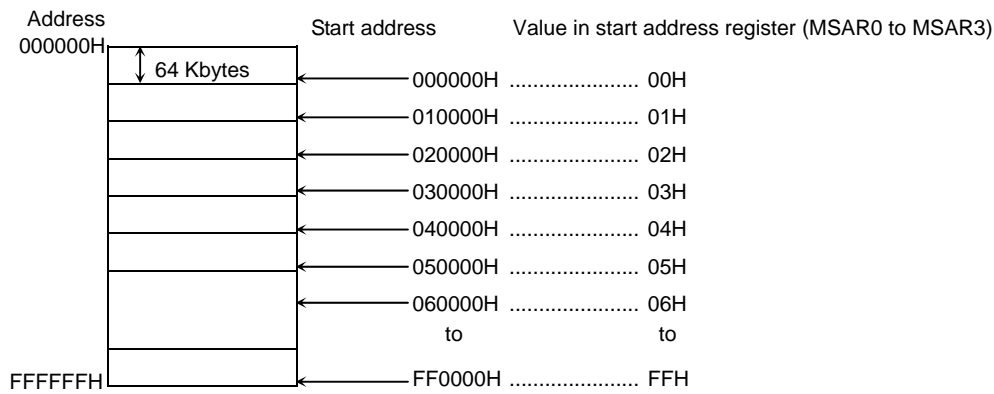 Address
000000H
Start address
Value in start address register (MSAR0 to MSAR3)
64 Kbytes
000000H ...................... 00H
010000H ...................... 01H
020000H ...................... 02H
030000H ...................... 03H
040000H ...................... 04H
050000H ...................... 05H
060000H ...................... 06H
to to
FF0000H ...................... FFH
FFFFFFH